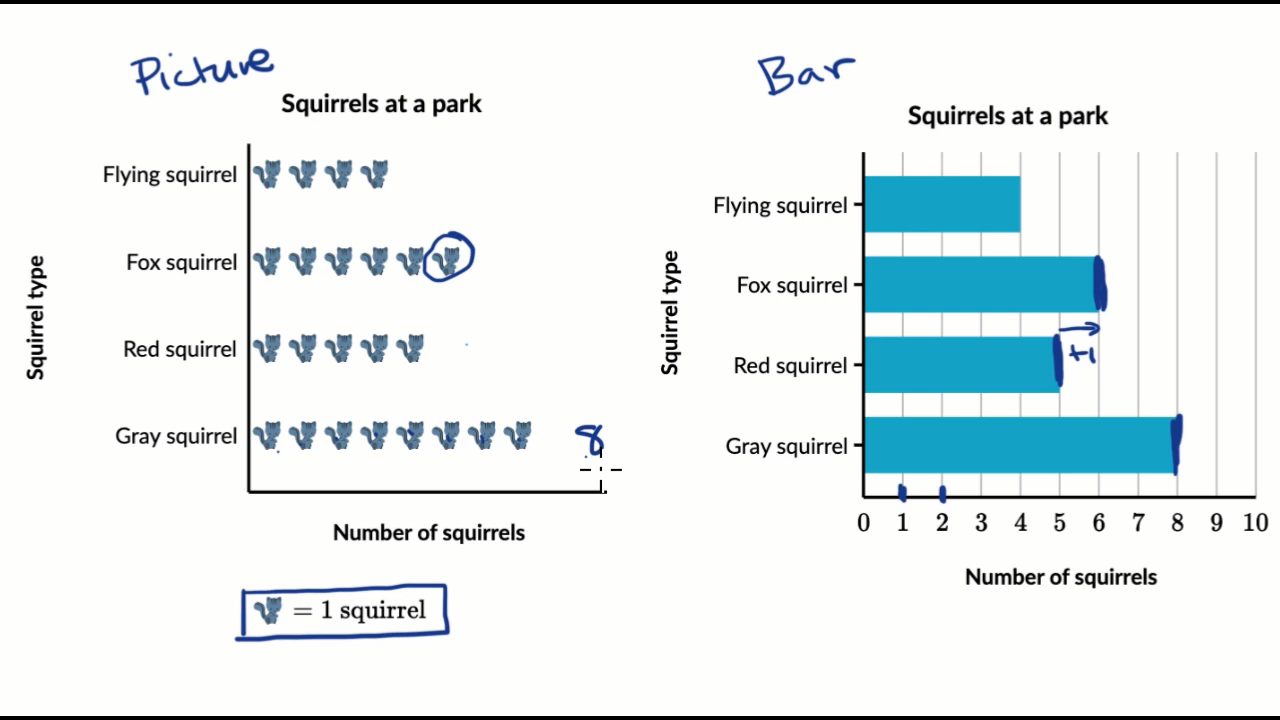 Picture
Squirrels at a park
Squirrel type
Flying squirrel
Fox squirrel
Red squirrel
Gray squirrel
8
Number of squirrels
= 1 squirrel
Bar
Squirrels at a park
Squirrel type
Flying squirrel
Fox squirrel
+1
Red squirrel
Gray squirrel
0 1 2 3 4 5 6 7 8 9 10
Number of squirrels